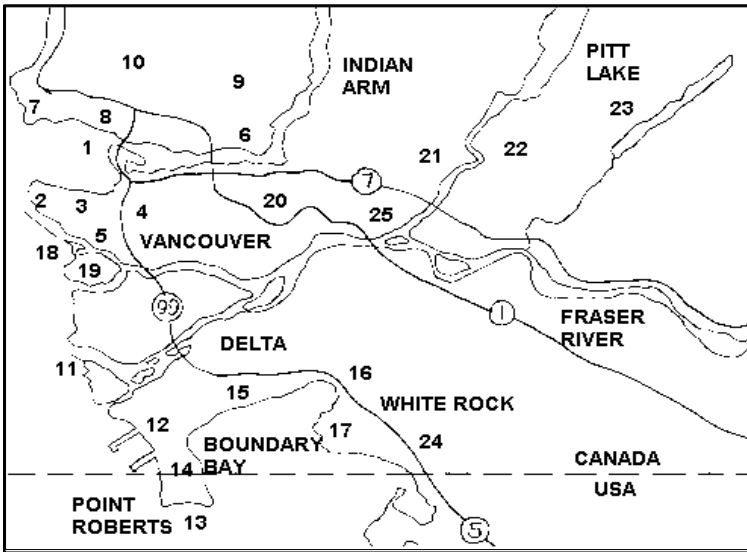 10
9
INDIAN
ARM
PITT
LAKE
7
8
6
23
1
21
22
7
2
3
4
20
25
5
VANCOUVER
18
19
99
1
FRASER
RIVER
DELTA
11
16
15
WHITE ROCK
12
17
24
BOUNDARY
BAY
14
CANADA
USA
POINT
ROBERTS
13
5